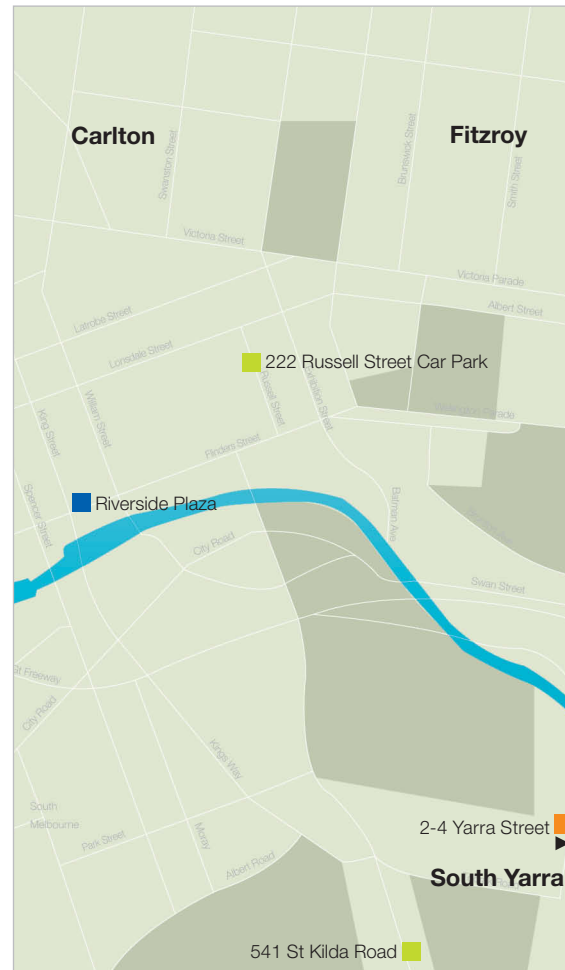 Carlton
Fitzroy
Swanston Street
Brunswick Street
Smith Street
Victoria Street
Victoria Parade
Albert Street
Latrobe Street
Lonsdale Street
222 Russell Street Car Park
Russell Street
Exhibition Street
King Street
William Street
Wellington Parade
Flinders Street
Spencer Street
Riverside Plaza
Batman Ave
City Road
Swan Street
Freeway
City Road
Kings Way
South
Melbourne
Park Street
Moray
Albert Road
2-4 Yarra Street
South Yarra
541 St Kilda Road